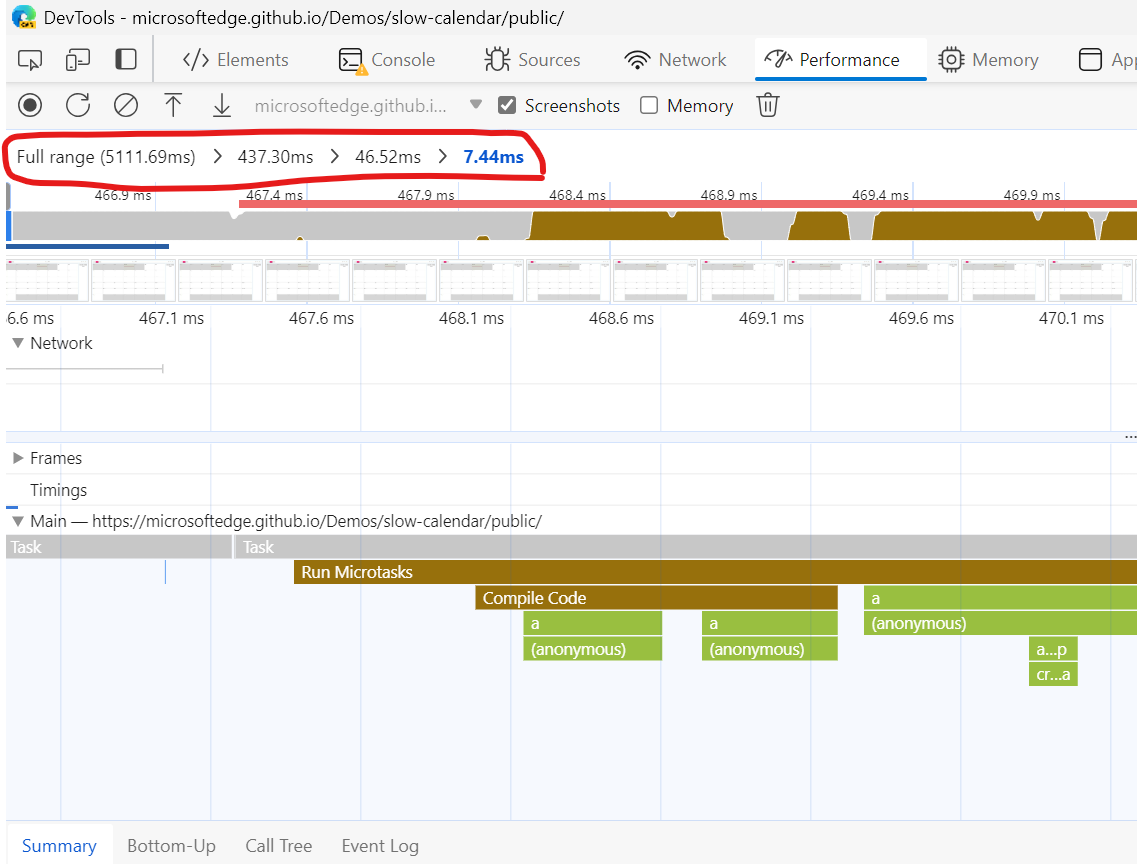 DevTools - microsoftedge.github.io/Demos/slow-calendar/public/
Elements Console Sources Network Performance Memory App
microsoftedge.github.i... Screenshots Memory
Full range (5111.69ms) > 437.30ms > 46.52ms > 7.44ms
466.9 ms 467.4 ms 467.9 ms 468.4 ms 468.9 ms 469.4 ms 469.9 ms
6.6 ms 467.1 ms 467.6 ms 468.1 ms 468.6 ms 469.1 ms 469.6 ms 470.1 ms
Network
...
Frames
Timings
Main — https://microsoftedge.github.io/Demos/slow-calendar/public/
Task Task
Run Microtasks
Compile Code a
a a (anonymous)
(anonymous) (anonymous) a...p
cr...a
Summary Bottom-Up Call Tree Event Log